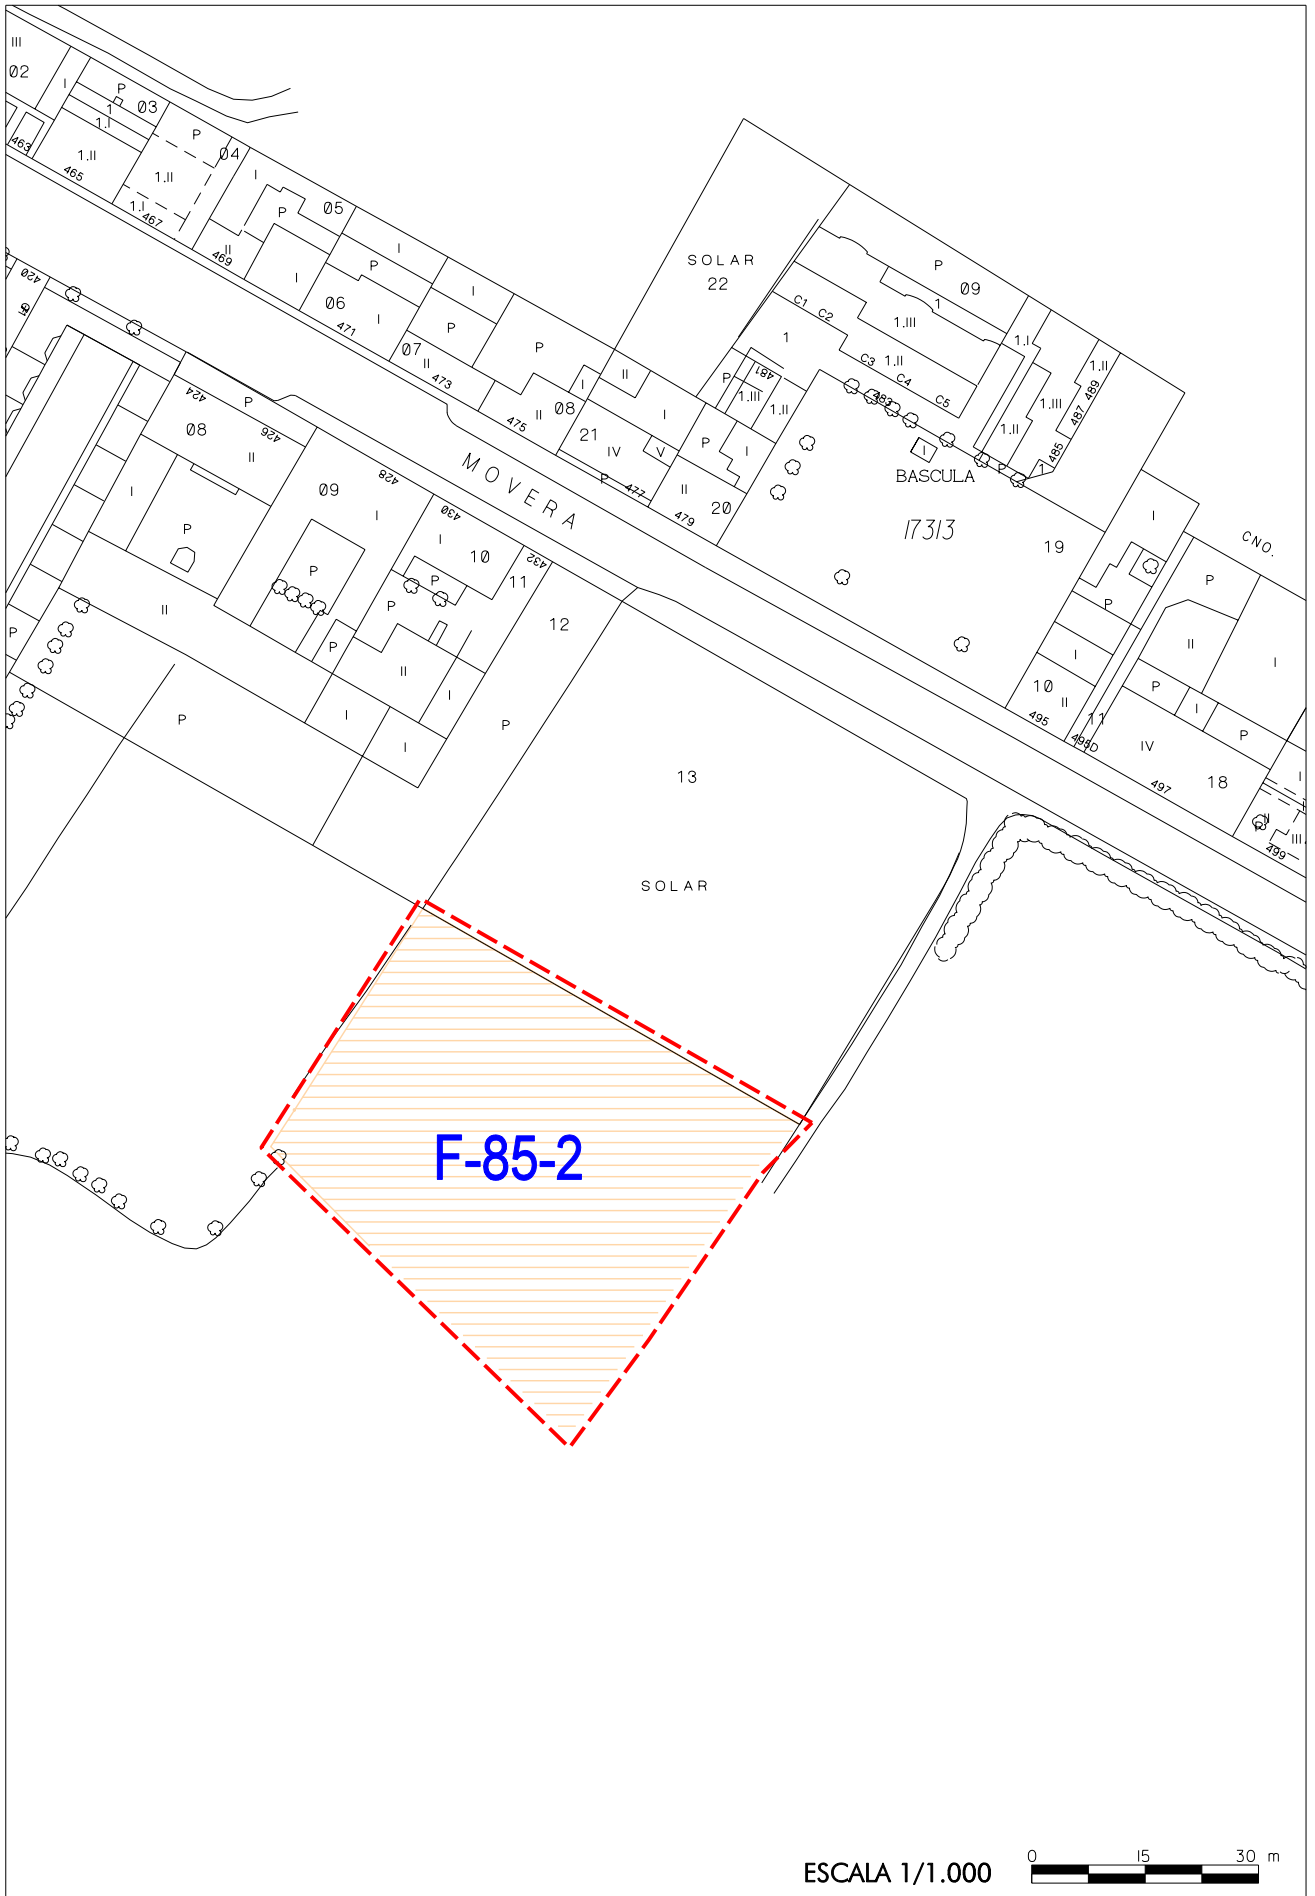 III
02
I
P
03
1
1.I
P
04
463
1.II
465
1.II
1.I
467
I
05
P
II
469
I
I
P
06
I
471
I
P
07
II
473
P
II
08
475
I
II
I
21
IV
V
P
477
P
I
II
20
479
SOLAR
22
P
09
1
C1
C2
1.III
C3
1.II
C4
C5
1
P
481
1.III
1.II
483
I
BASCULA
P
1.I
1.II
1.III
1.II
489
487
485
1
17313
19
CNO.
MOVERA
420
424
P
08
426
II
I
P
09
428
I
P
P
430
I
10
432
P
11
P
12
II
P
II
I
I
I
P
P
P
13
SOLAR
I
P
I
10
II
495
11
495D
P
II
I
P
I
P
IV
497
18
I
II
P
III
499
F-85-2
ESCALA 1/1.000
0 15 30 m